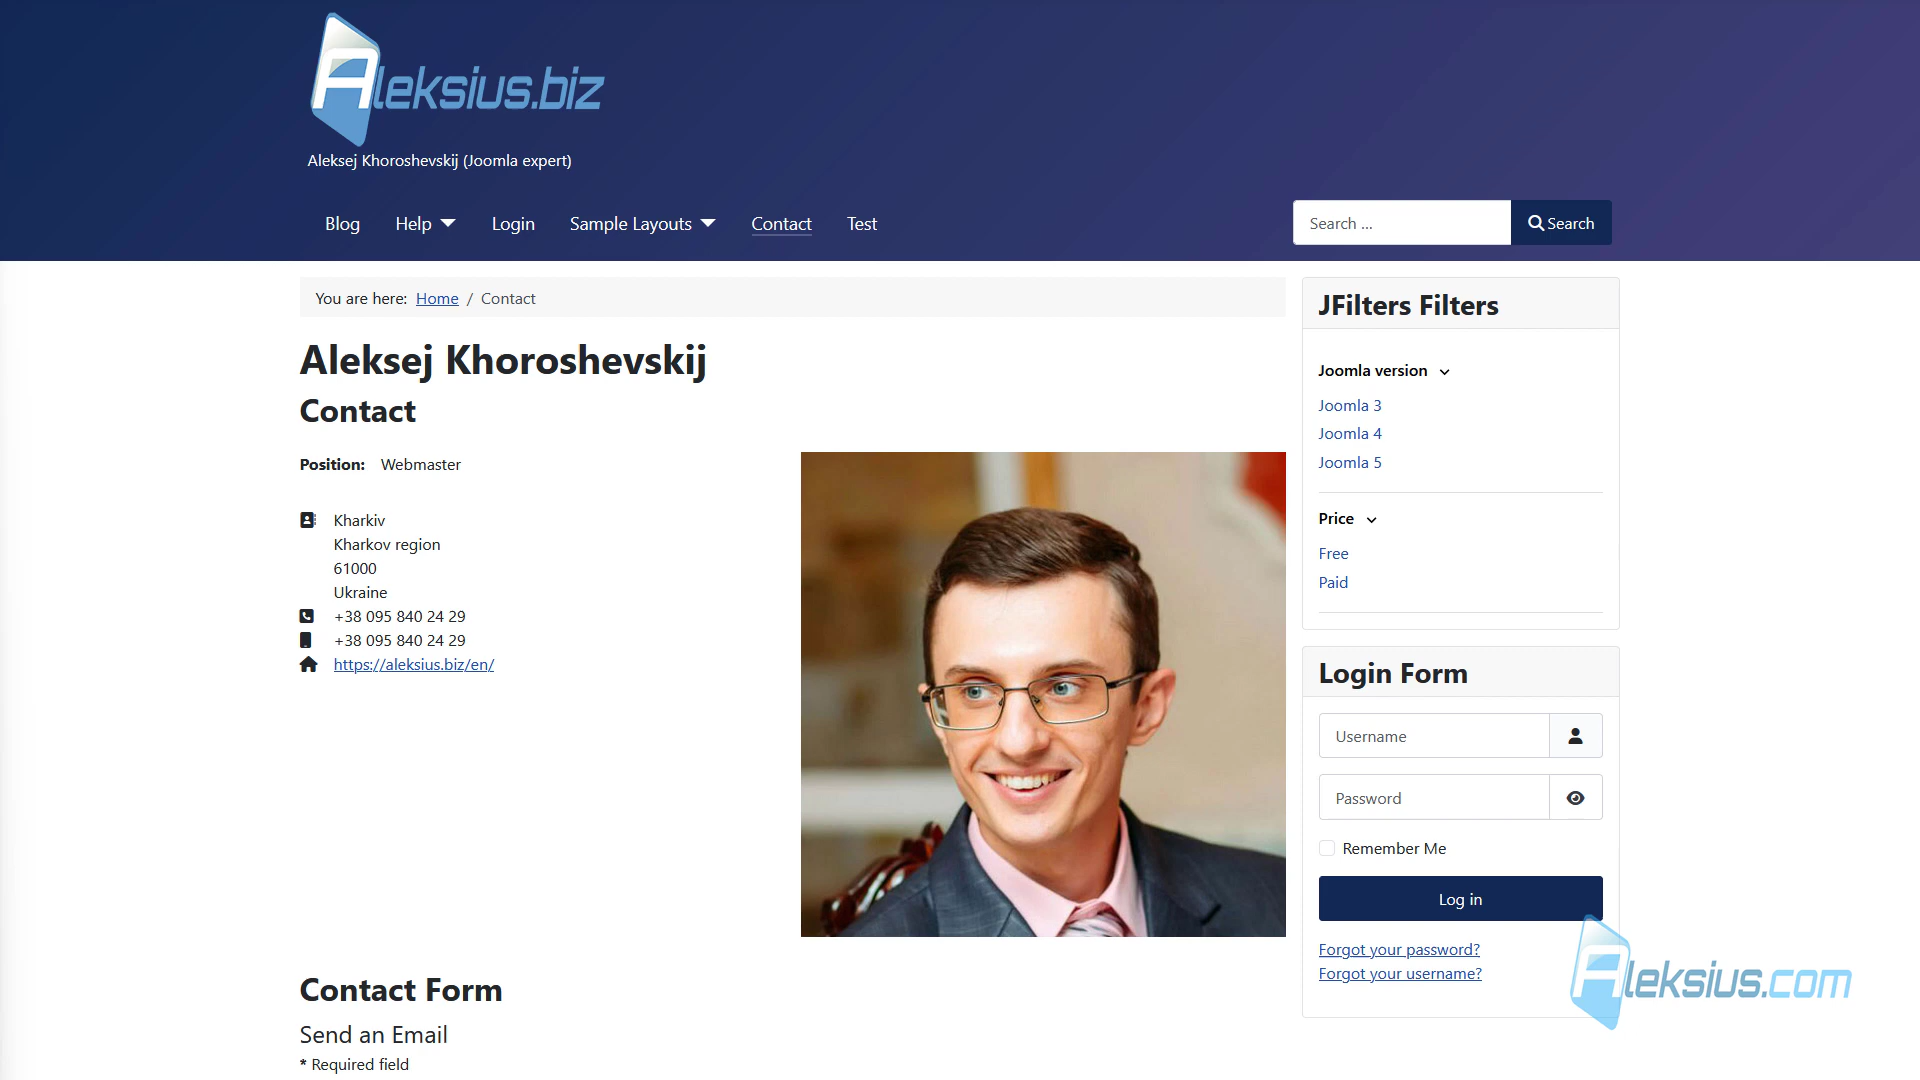 Aleksius.biz
Aleksej Khoroshevskij (Joomla expert)
Blog
Help
Login
Sample Layouts
Contact
Test
Search ...
Search
You are here: Home / Contact
Aleksej Khoroshevskij
Contact
Position: Webmaster
Kharkiv
Kharkov region
61000
Ukraine
+38 095 840 24 29
+38 095 840 24 29
https://aleksius.biz/en/
Contact Form
Send an Email
* Required field
JFilters Filters
Joomla version
Joomla 3
Joomla 4
Joomla 5
Price
Free
Paid
Login Form
Username
Password
Remember Me
Log in
Forgot your password?
Forgot your username?
Aleksius.com